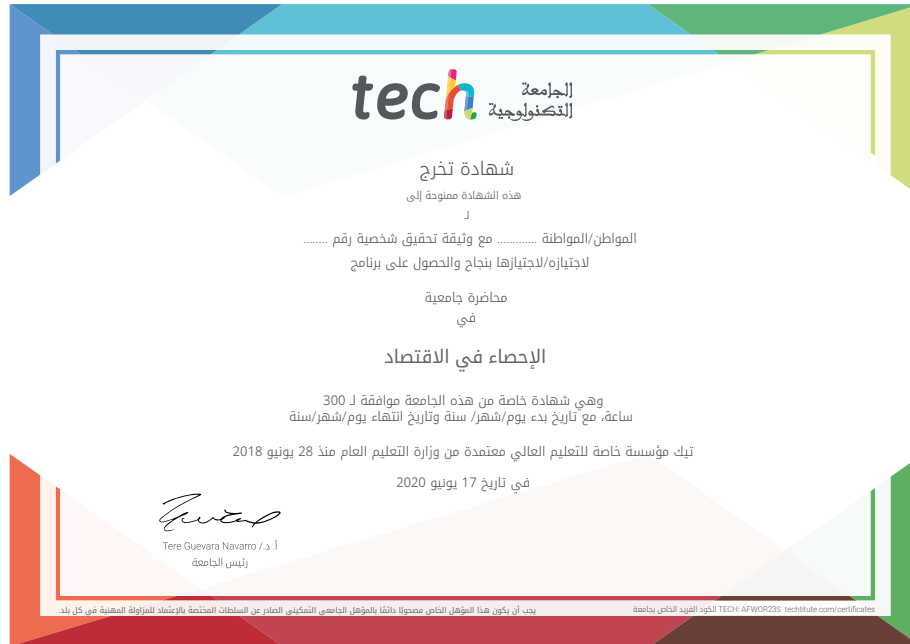 tech الجامعة
التكنولوجية
شهادة تخرج
هذه الشهادة ممنوحة إلى
لـ
المواطن/المواطنة ............ مع وثيقة تحقيق شخصية رقم ........
لاجتيازه/لاجتيازها بنجاح والحصول على برنامج
محاضرة جامعية
في
الإحصاء في الاقتصاد
وهي شهادة خاصة من هذه الجامعة موافقة لـ 300
ساعة، مع تاريخ بدء يوم/شهر/ سنة وتاريخ انتهاء يوم/شهر/سنة
تيك مؤسسة خاصة للتعليم العالي معتمدة من وزارة التعليم العام منذ 28 يونيو 2018
في تاريخ 17 يونيو 2020
أ. د./ Tere Guevara Navarro
رئيس الجامعة
يجب أن يكون هذا المؤهل الخاص مصحوبًا دائمًا بالمؤهل الجامعي التمكيني الصادر عن السلطات المختصة بالإعتماد للمزاولة المهنية في كل بلد.
الكود الفريد الخاص بجامعة TECH: AFWOR23S techtitute.com/certificates